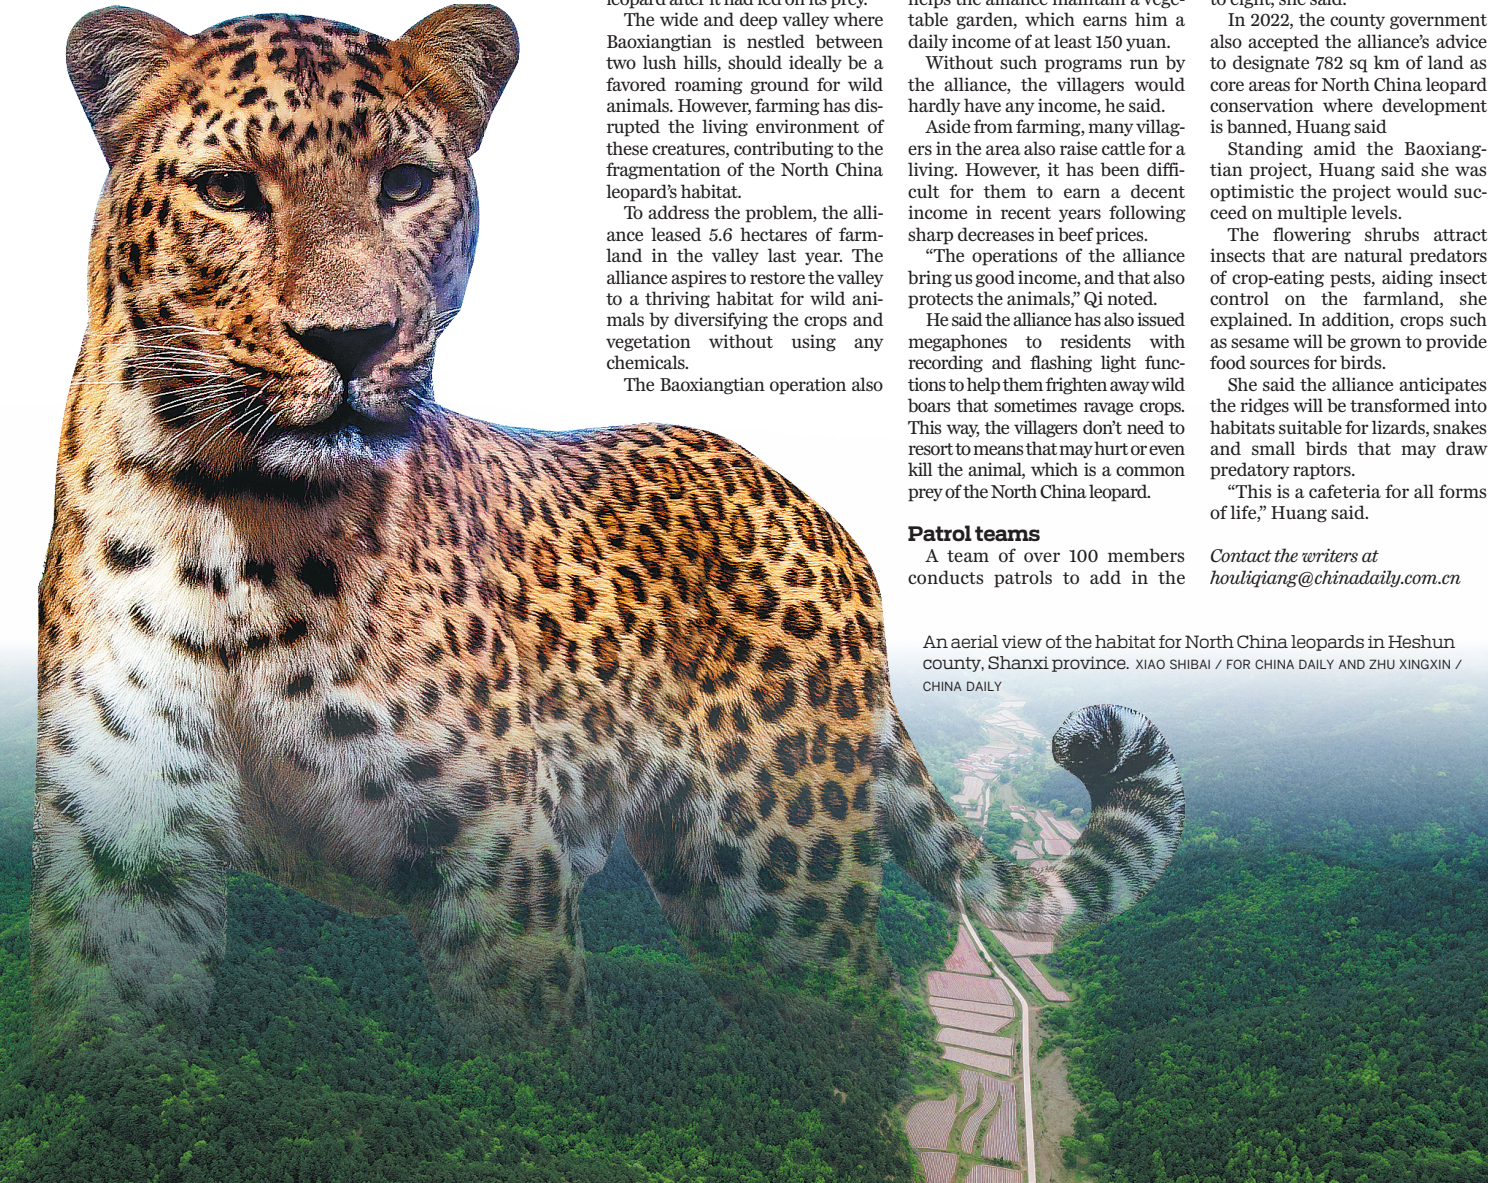 leopard after it had fed on its prey.
The wide and deep valley where
Baoxiangtian is nestled between
two lush hills, should ideally be a
favored roaming ground for wild
animals. However, farming has dis-
rupted the living environment of
these creatures, contributing to the
fragmentation of the North China
leopard's habitat.
To address the problem, the alli-
ance leased 5.6 hectares of farm-
land in the valley last year. The
alliance aspires to restore the valley
to a thriving habitat for wild ani-
mals by diversifying the crops and
vegetation without using any
chemicals.
The Baoxiangtian operation also
helps the alliance maintain a vege-
table garden, which earns him a
daily income of at least 150 yuan.
Without such programs run by
the alliance, the villagers would
hardly have any income, he said.
Aside from farming, many villag-
ers in the area also raise cattle for a
living. However, it has been diffi-
cult for them to earn a decent
income in recent years following
sharp decreases in beef prices.
“The operations of the alliance
bring us good income, and that also
protects the animals,” Qi noted.
He said the alliance has also issued
megaphones to residents with
recording and flashing light func-
tions to help them frighten away wild
boars that sometimes ravage crops.
This way, the villagers don't need to
resort to means that may hurt or even
kill the animal, which is a common
prey of the North China leopard.
Patrol teams
A team of over 100 members
conducts patrols to add in the
to eight, she said.
In 2022, the county government
also accepted the alliance's advice
to designate 782 sq km of land as
core areas for North China leopard
conservation where development
is banned, Huang said
Standing amid the Baoxiang-
tian project, Huang said she was
optimistic the project would suc-
ceed on multiple levels.
The flowering shrubs attract
insects that are natural predators
of crop-eating pests, aiding insect
control on the farmland, she
explained. In addition, crops such
as sesame will be grown to provide
food sources for birds.
She said the alliance anticipates
the ridges will be transformed into
habitats suitable for lizards, snakes
and small birds that may draw
predatory raptors.
“This is a cafeteria for all forms
of life,” Huang said.
Contact the writers at
houliqiang@chinadaily.com.cn
An aerial view of the habitat for North China leopards in Heshun
county, Shanxi province. XIAO SHIBAI / FOR CHINA DAILY AND ZHU XINGXIN /
CHINA DAILY